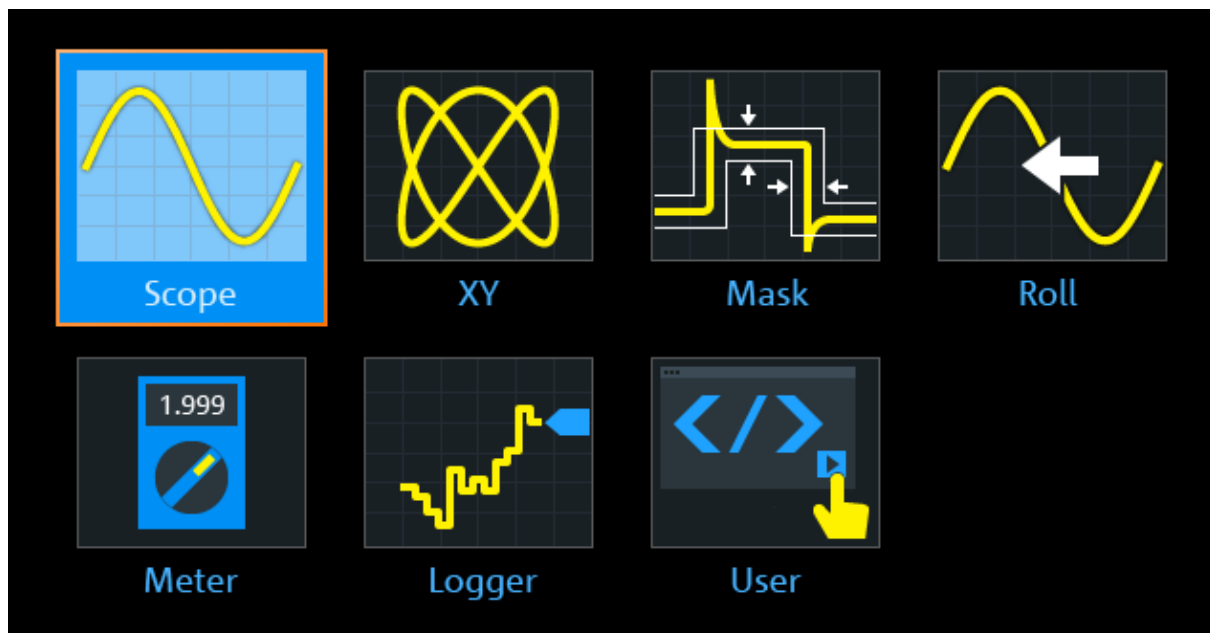 Scope
XY
Mask
Roll
1.999
Meter
Logger
</>
User